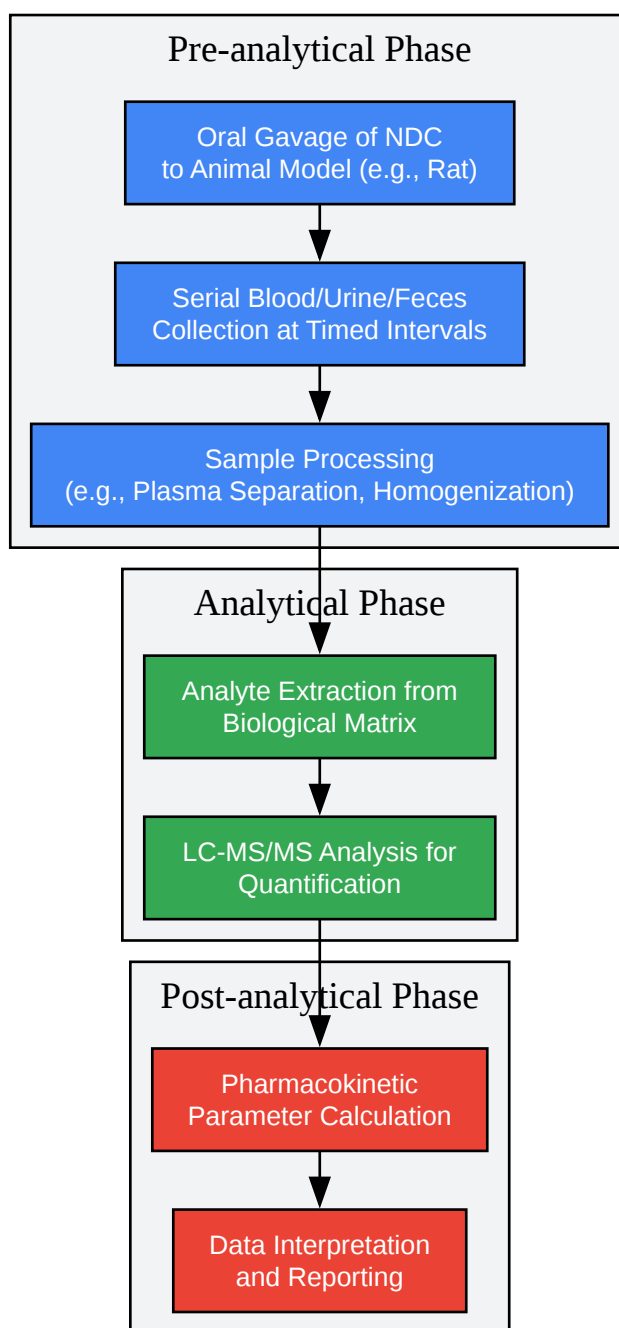 Pre-analytical Phase
Oral Gavage of NDC
to Animal Model (e.g., Rat)
Serial Blood/Urine/Feces
Collection at Timed Intervals
Sample Processing
(e.g., Plasma Separation, Homogenization)
Analytical Phase
Analyte Extraction from
Biological Matrix
LC-MS/MS Analysis for
Quantification
Post-analytical Phase
Pharmacokinetic
Parameter Calculation
Data Interpretation
and Reporting